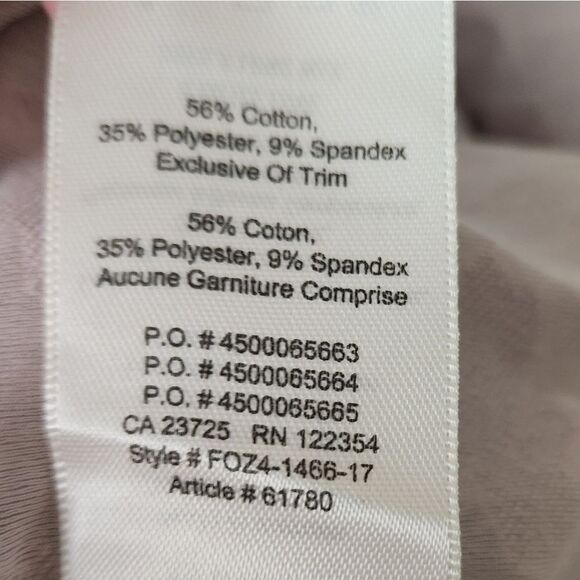 56% Cotton,
35% Polyester, 9% Spandex
Exclusive Of Trim
56% Coton,
35% Polyester, 9% Spandex
Aucune Garniture Comprise
P.O. # 4500065663
P.O. # 4500065664
P.O. # 4500065665
CA 23725 RN 122354
Style # FOZ4-1466-17
Article # 61780